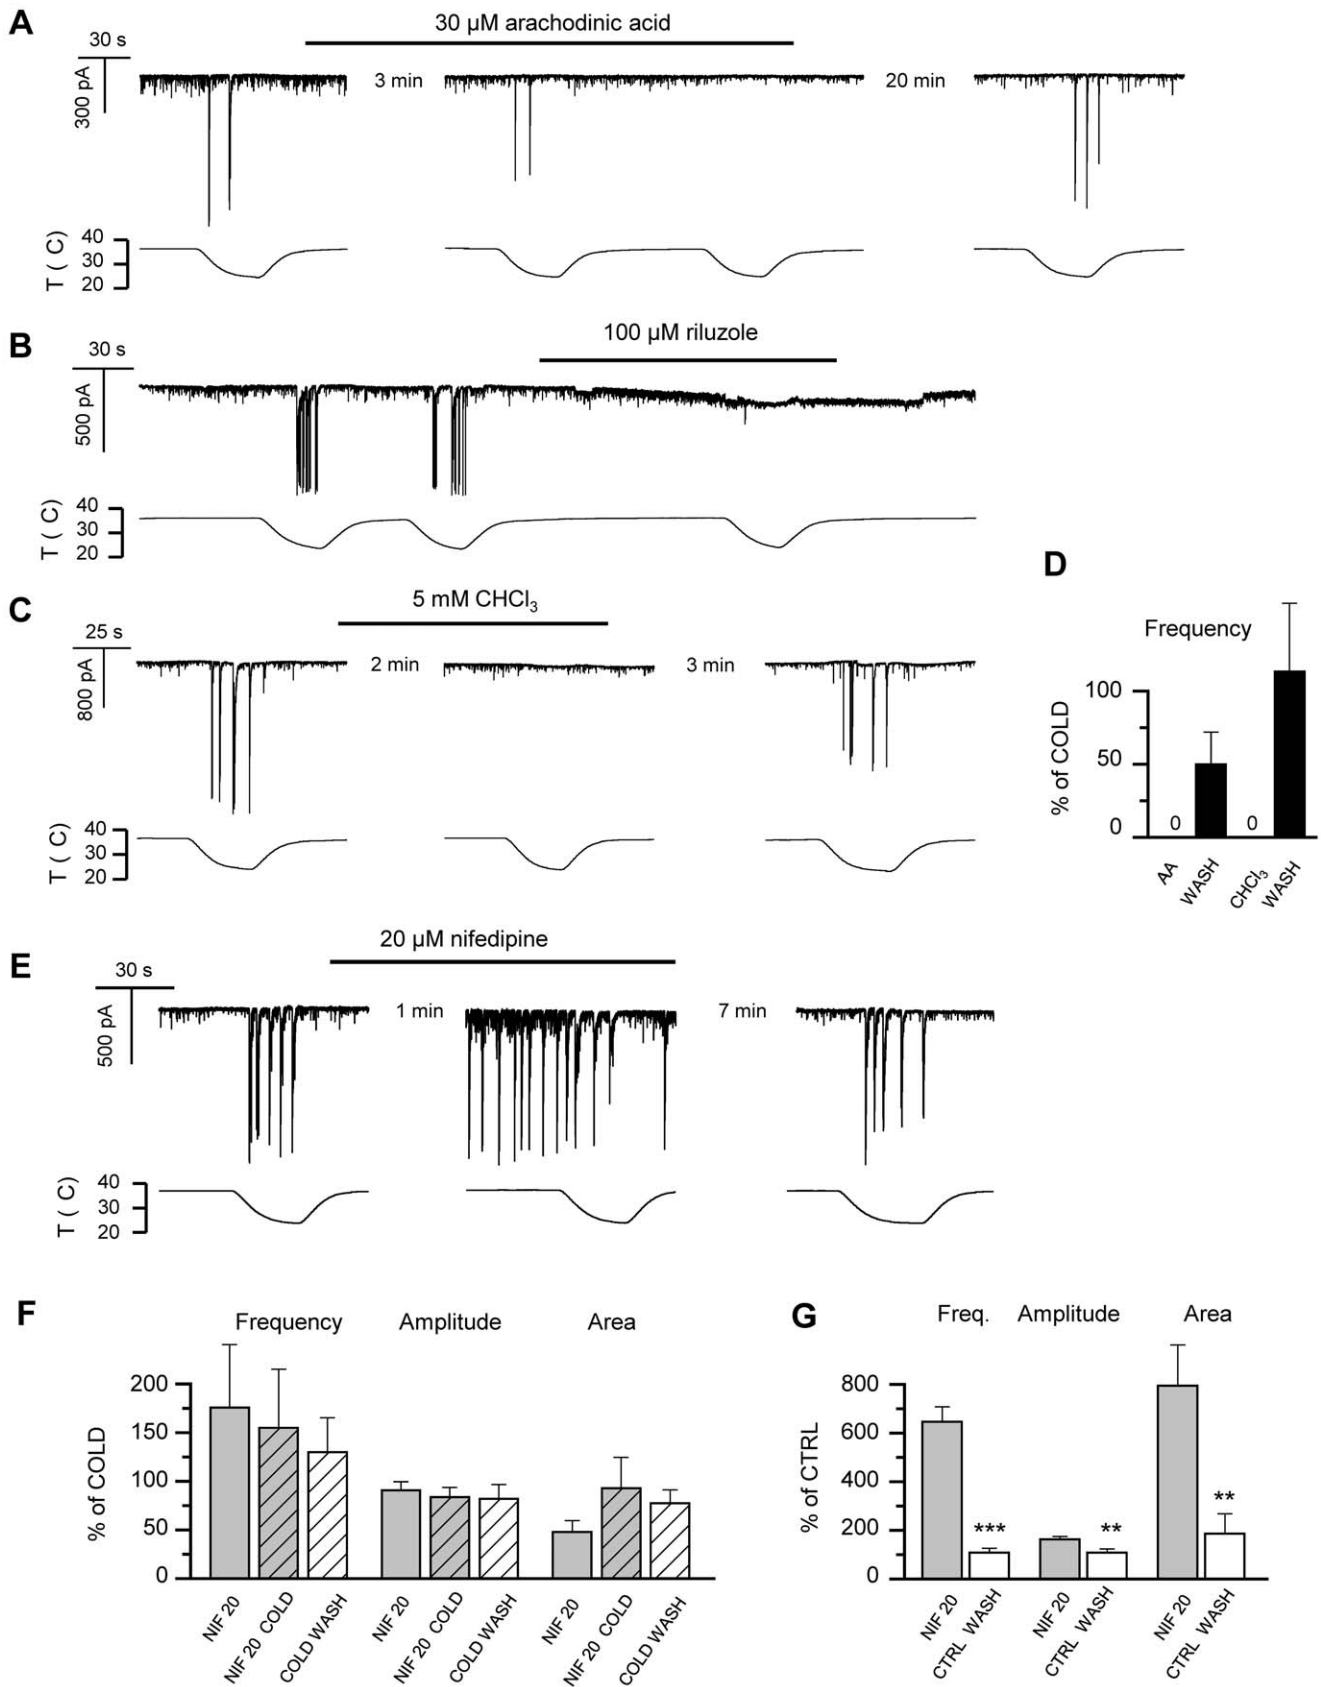 A
30 µM arachodinic acid
30 s
300 pA
3 min
20 min
T ( C)
40
30
20
B
100 µM riluzole
30 s
500 pA
T ( C)
40
30
20
C
5 mM CHCl₃
25 s
800 pA
2 min
3 min
T ( C)
40
30
20
D
Frequency
% of COLD
100
50
0
0
0
AA
WASH
CHCl₃
WASH
E
20 µM nifedipine
30 s
500 pA
1 min
7 min
T ( C)
40
30
20
F
Frequency
Amplitude
Area
% of COLD
200
150
100
50
0
NIF 20
NIF 20 COLD
COLD WASH
NIF 20
NIF 20 COLD
COLD WASH
NIF 20
NIF 20 COLD
COLD WASH
G
Freq.
Amplitude
Area
% of CTRL
800
600
400
200
0
***
**
**
NIF 20
CTRL WASH
NIF 20
CTRL WASH
NIF 20
CTRL WASH